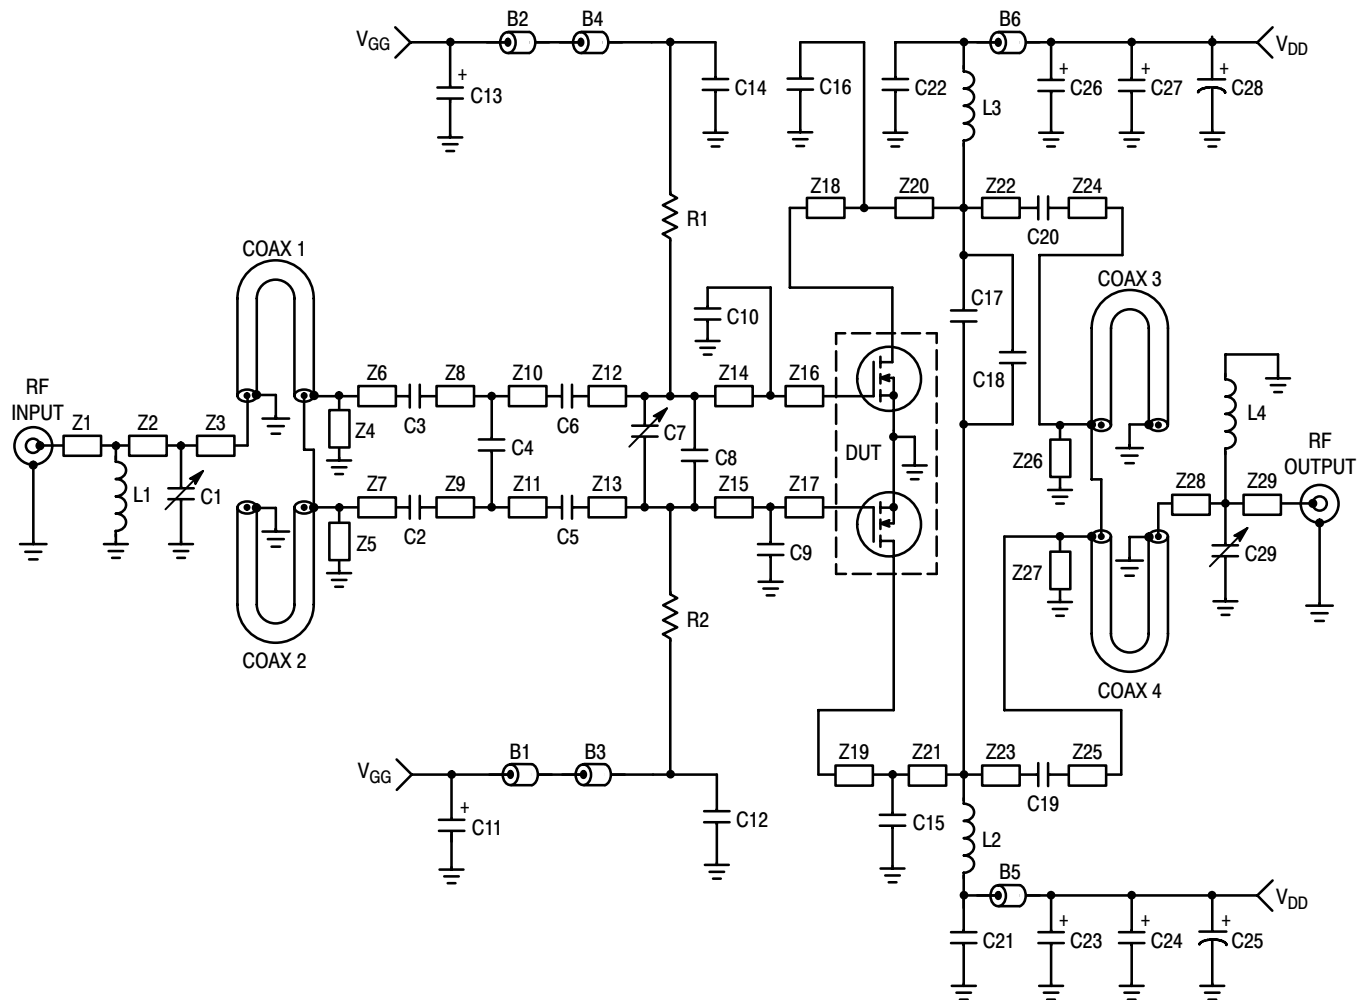 B2 B4 B6
VGG VDD
+ + + +
C13 C14 C16 C22 C26 C27 C28
L3
Z18 Z20 Z22 Z24
R1
C20
COAX 1
COAX 3
C10 C17
RF
INPUT
Z6 Z8 Z10 Z12 Z14 Z16
C18
C3 C6
Z1 Z2 Z3
Z4 C4 C7 C8 DUT
L4
RF
OUTPUT
L1 C1
Z26 Z28 Z29
Z7 Z9 Z11 Z13 Z15 Z17
C2 C5
Z5 C9 C29
Z27
R2
COAX 2
COAX 4
B1 B3
Z19 Z21 Z23 Z25
VGG
C19
+
C11 C12 C15 L2
B5
VDD
+ + +
C21 C23 C24 C25